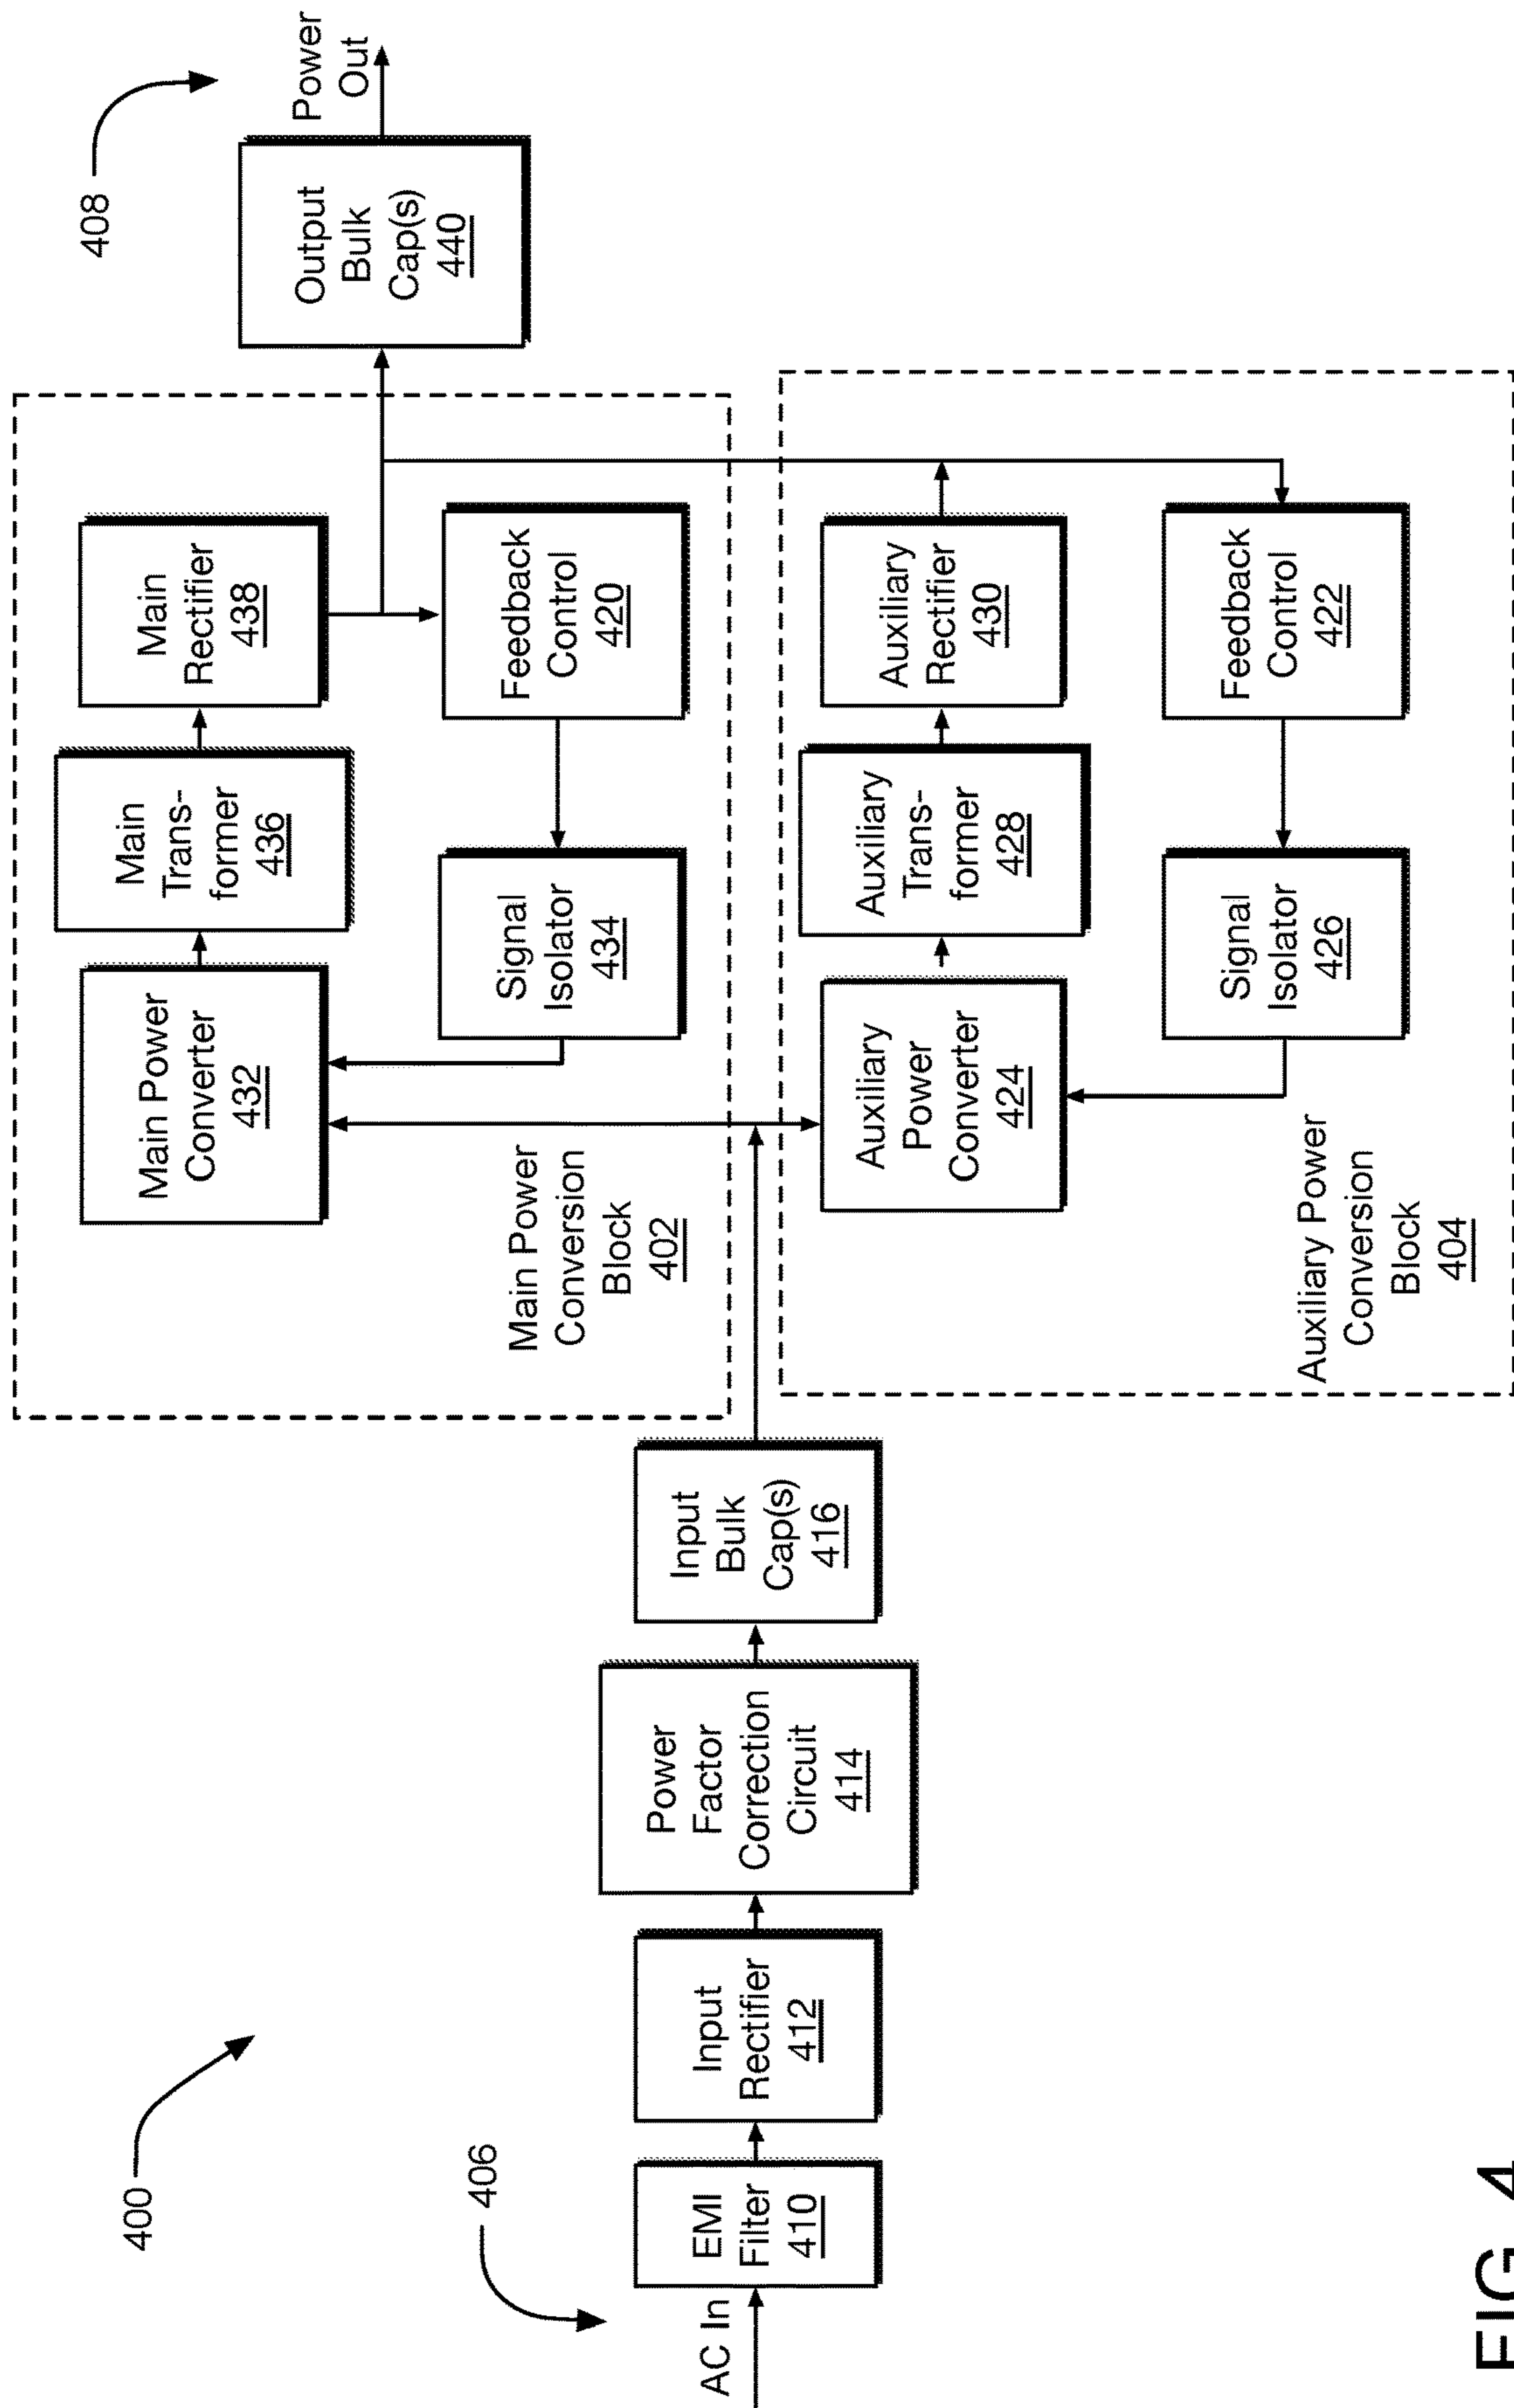 400
406
408
AC In
EMI
Filter
410
Input
Rectifier
412
Power
Factor
Correction
Circuit
414
Input
Bulk
Cap(s)
416
Main Power
Conversion
Block
402
Main Power
Converter
432
Main
Trans-
former
436
Main
Rectifier
438
Signal
Isolator
434
Feedback
Control
420
Output
Bulk
Cap(s)
440
Power
Out
Auxiliary
Power
Converter
424
Auxiliary
Trans-
former
428
Auxiliary
Rectifier
430
Signal
Isolator
426
Feedback
Control
422
Auxiliary Power
Conversion
Block
404
FIG 4